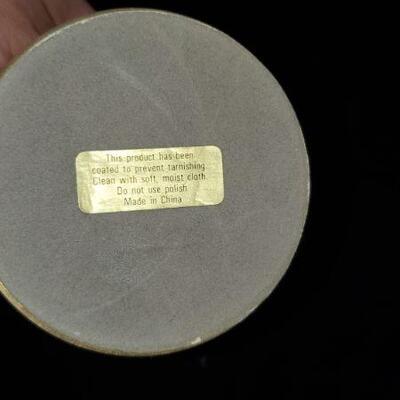 This product has been
coated to prevent tarnishing.
Clean with soft, moist cloth.
Do not use polish
Made in China